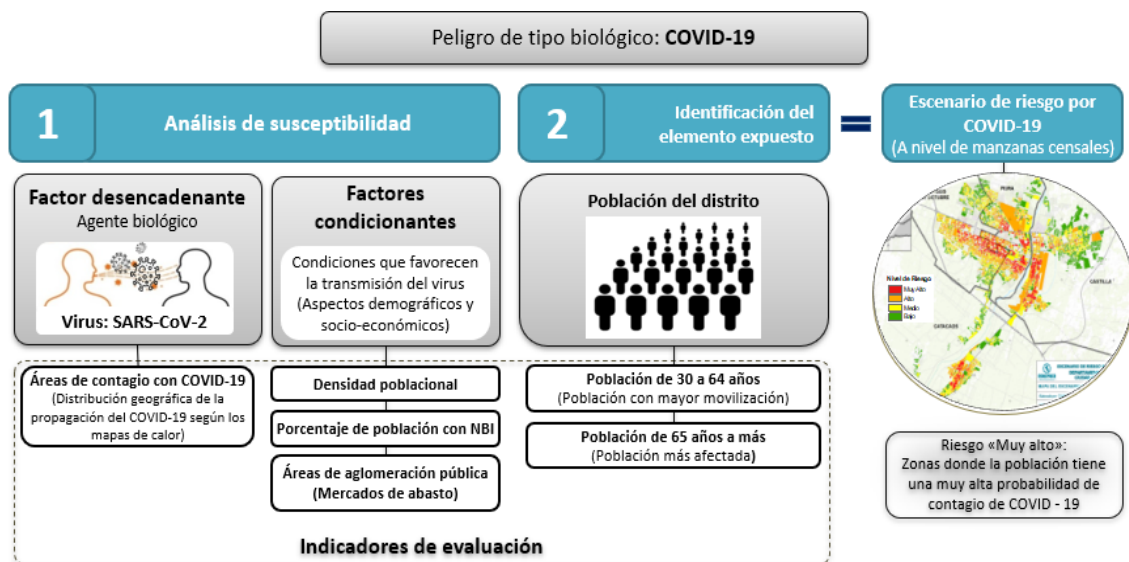 Peligro de tipo biológico: COVID-19
1
Análisis de susceptibilidad
2
Identificación del
elemento expuesto
Escenario de riesgo por
COVID-19
(A nivel de manzanas censales)
Factor desencadenante
Agente biológico
Virus: SARS-CoV-2
Factores
condicionantes
Condiciones que favorecen
la transmisión del virus
(Aspectos demográficos y
socio-económicos)
Población del distrito
PIURA
CASTILLA
CATACAOS
Nivel de Riesgo
Muy Alto
Alto
Medio
Bajo
Áreas de contagio con COVID-19
(Distribución geográfica de la
propagación del COVID-19 según los
mapas de calor)
Densidad poblacional
Porcentaje de población con NBI
Áreas de aglomeración pública
(Mercados de abasto)
Población de 30 a 64 años
(Población con mayor movilización)
Población de 65 años a más
(Población más afectada)
Riesgo «Muy alto»:
Zonas donde la población tiene
una muy alta probabilidad de
contagio de COVID - 19
Indicadores de evaluación